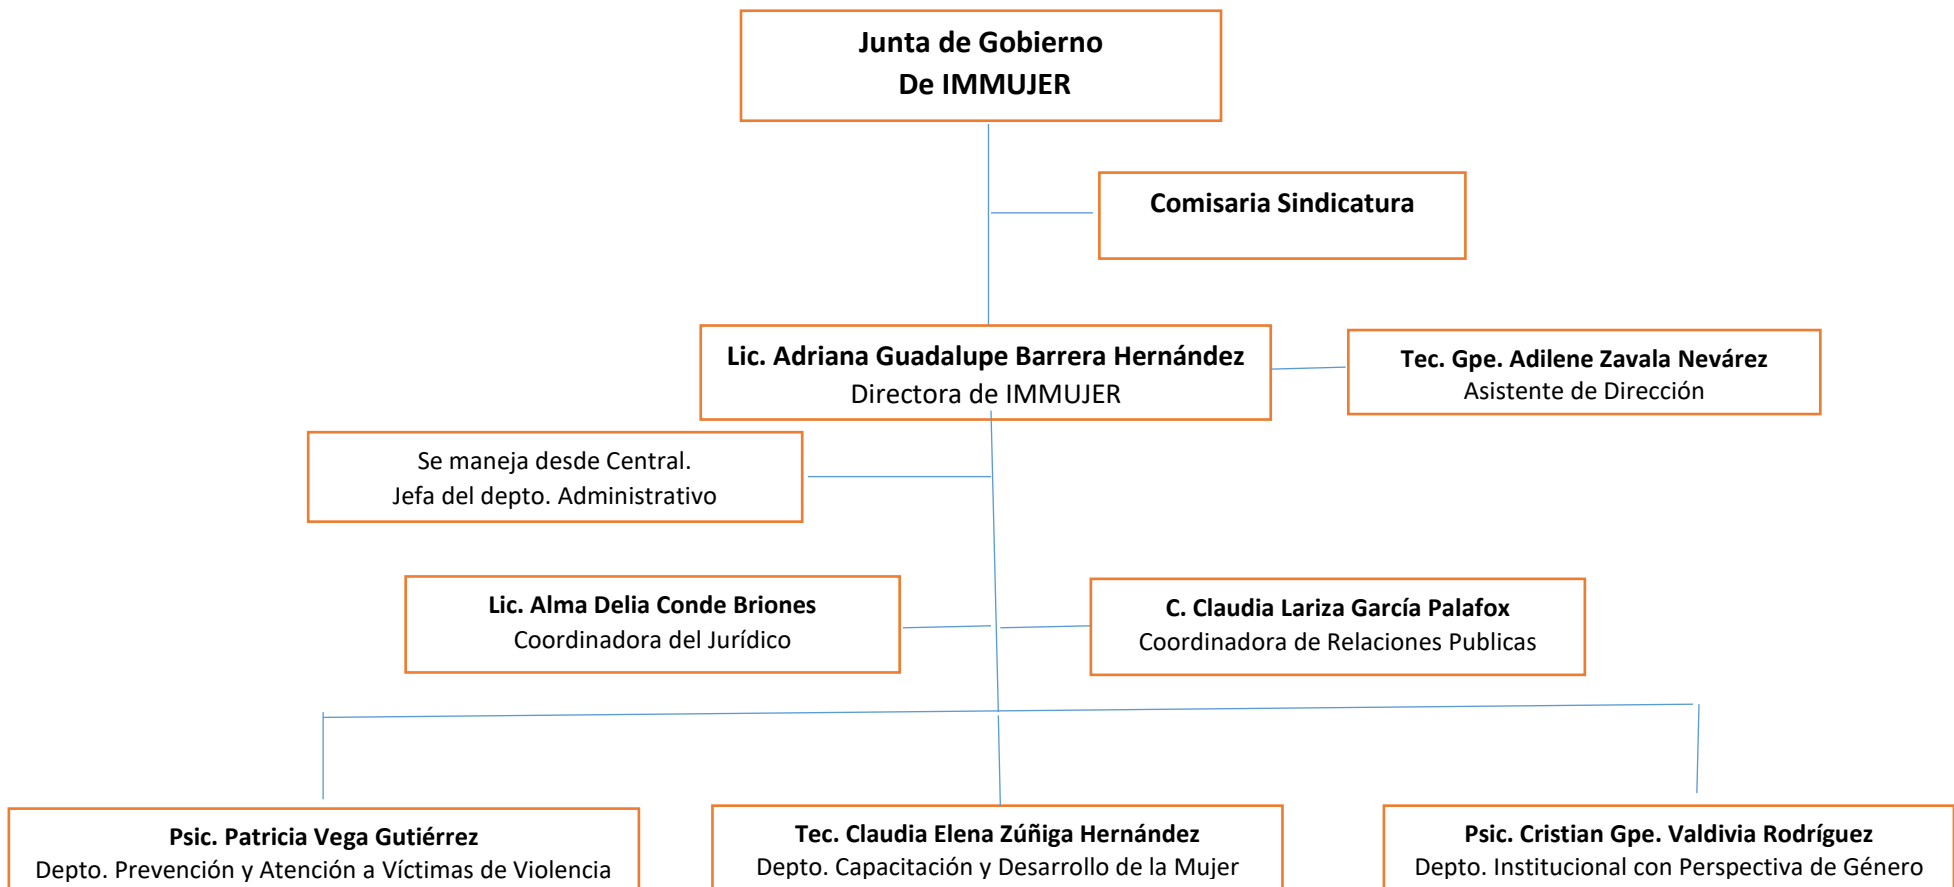 Junta de Gobierno
De IMMUJER
Comisaria Sindicatura
Lic. Adriana Guadalupe Barrera Hernández
Directora de IMMUJER
Tec. Gpe. Adilene Zavala Nevárez
Asistente de Dirección
Se maneja desde Central.
Jefa del depto. Administrativo
Lic. Alma Delia Conde Briones
Coordinadora del Jurídico
C. Claudia Lariza García Palafox
Coordinadora de Relaciones Publicas
Psic. Patricia Vega Gutiérrez
Depto. Prevención y Atención a Víctimas de Violencia
Tec. Claudia Elena Zúñiga Hernández
Depto. Capacitación y Desarrollo de la Mujer
Psic. Cristian Gpe. Valdivia Rodríguez
Depto. Institucional con Perspectiva de Género